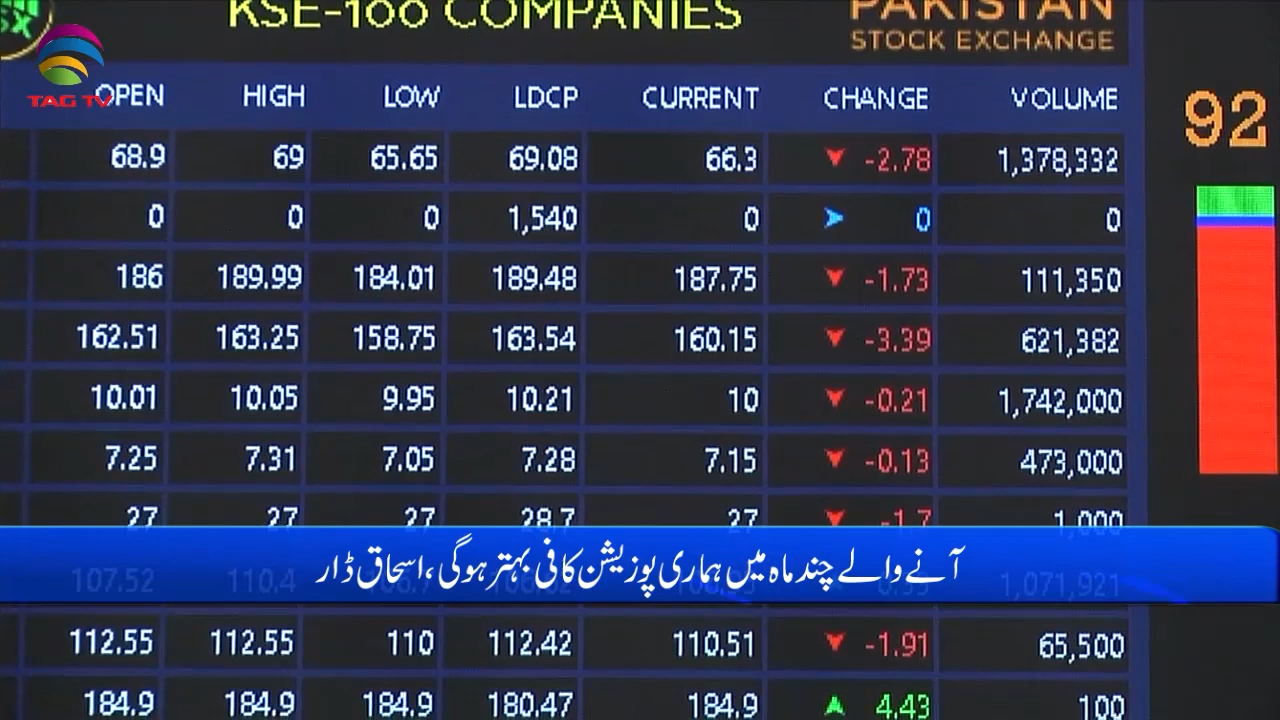 KSE-100 COMPANIES
PAKISTAN
STOCK EXCHANGE
TAG TV
OPEN HIGH LOW LDCP CURRENT CHANGE VOLUME
92
68.9 69 65.65 69.08 66.3 -2.78 1,378,332
0 0 0 1,540 0 0 0
186 189.99 184.01 189.48 187.75 -1.73 111,350
162.51 163.25 158.75 163.54 160.15 -3.39 621,382
10.01 10.05 9.95 10.21 10 -0.21 1,742,000
7.25 7.31 7.05 7.28 7.15 -0.13 473,000
27 27 27 28.7 27 -1.7 1,000
آنے والے چند ماہ میں ہماری پوزیشن کافی بہتر ہوگی، اسحاق ڈار
107.52 110.4 1,071,921
112.55 112.55 110 112.42 110.51 -1.91 65,500
184.9 184.9 184.9 180.47 184.9 4.43 100